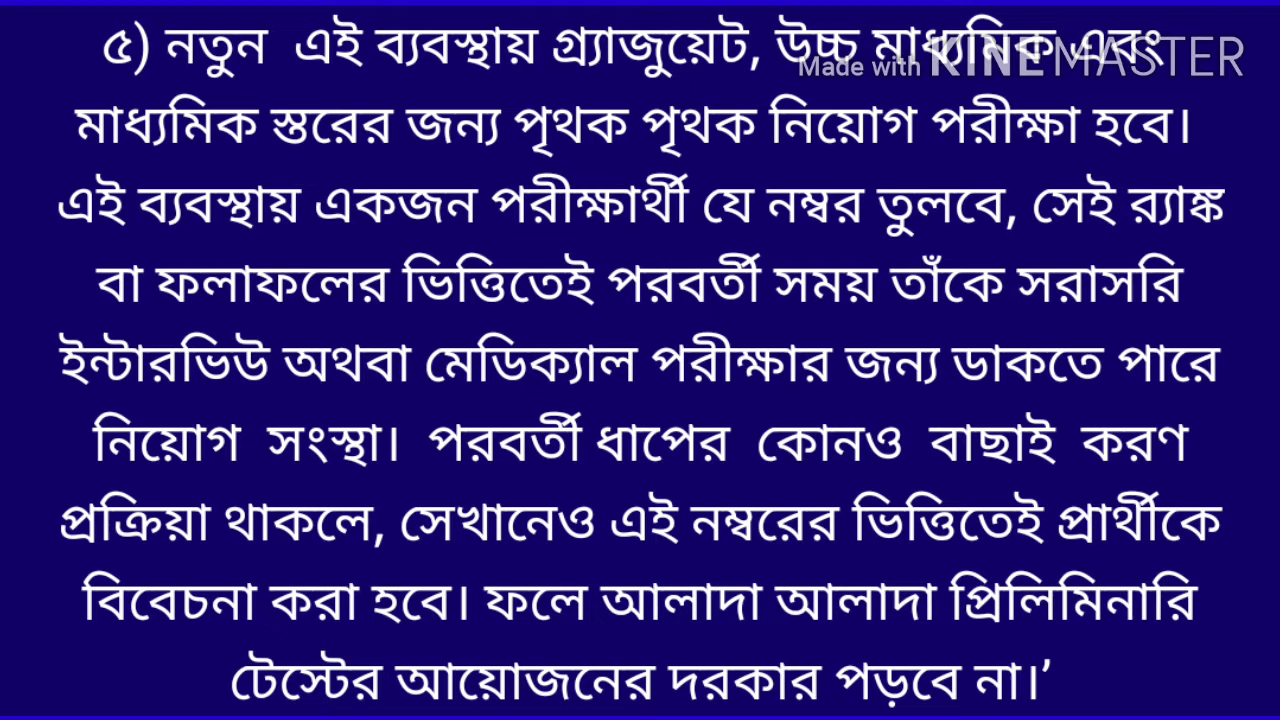 ৫) নতুন এই ব্যবস্থায় গ্র্যাজুয়েট, উচ্চ মাধ্যমিক এবং
Made with KINEMASTER
মাধ্যমিক স্তরের জন্য পৃথক পৃথক নিয়োগ পরীক্ষা হবে।
এই ব্যবস্থায় একজন পরীক্ষার্থী যে নম্বর তুলবে, সেই র‍্যাঙ্ক
বা ফলাফলের ভিত্তিতেই পরবর্তী সময় তাঁকে সরাসরি
ইন্টারভিউ অথবা মেডিক্যাল পরীক্ষার জন্য ডাকতে পারে
নিয়োগ সংস্থা। পরবর্তী ধাপের কোনও বাছাই করণ
প্রক্রিয়া থাকলে, সেখানেও এই নম্বরের ভিত্তিতেই প্রার্থীকে
বিবেচনা করা হবে। ফলে আলাদা আলাদা প্রিলিমিনারি
টেস্টের আয়োজনের দরকার পড়বে না।’